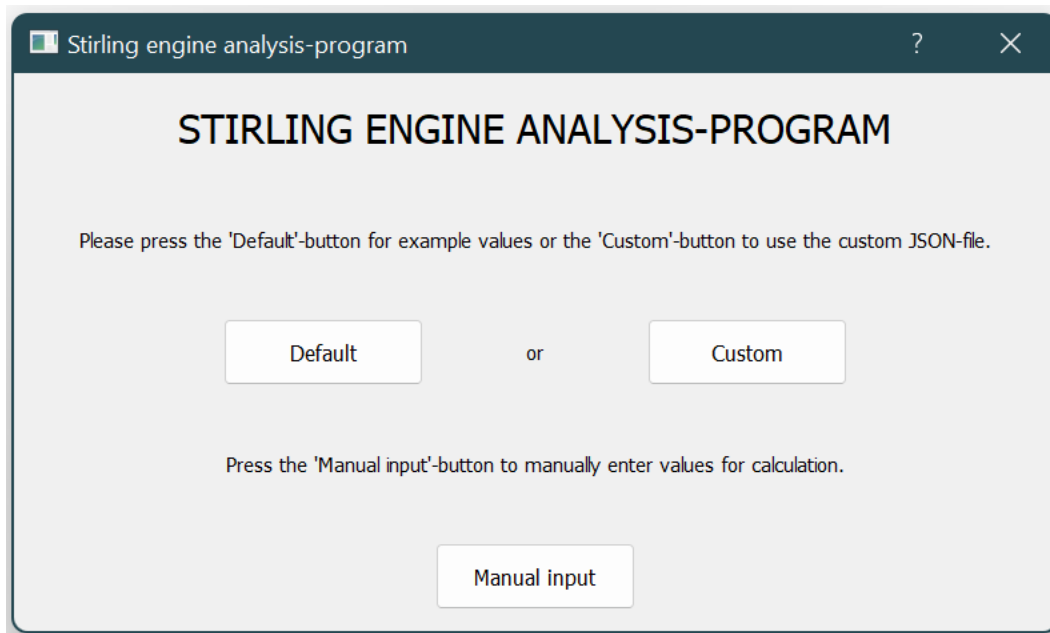 Stirling engine analysis-program ?
STIRLING ENGINE ANALYSIS-PROGRAM
Please press the 'Default'-button for example values or the 'Custom'-button to use the custom JSON-file.
Default or Custom
Press the 'Manual input'-button to manually enter values for calculation.
Manual input